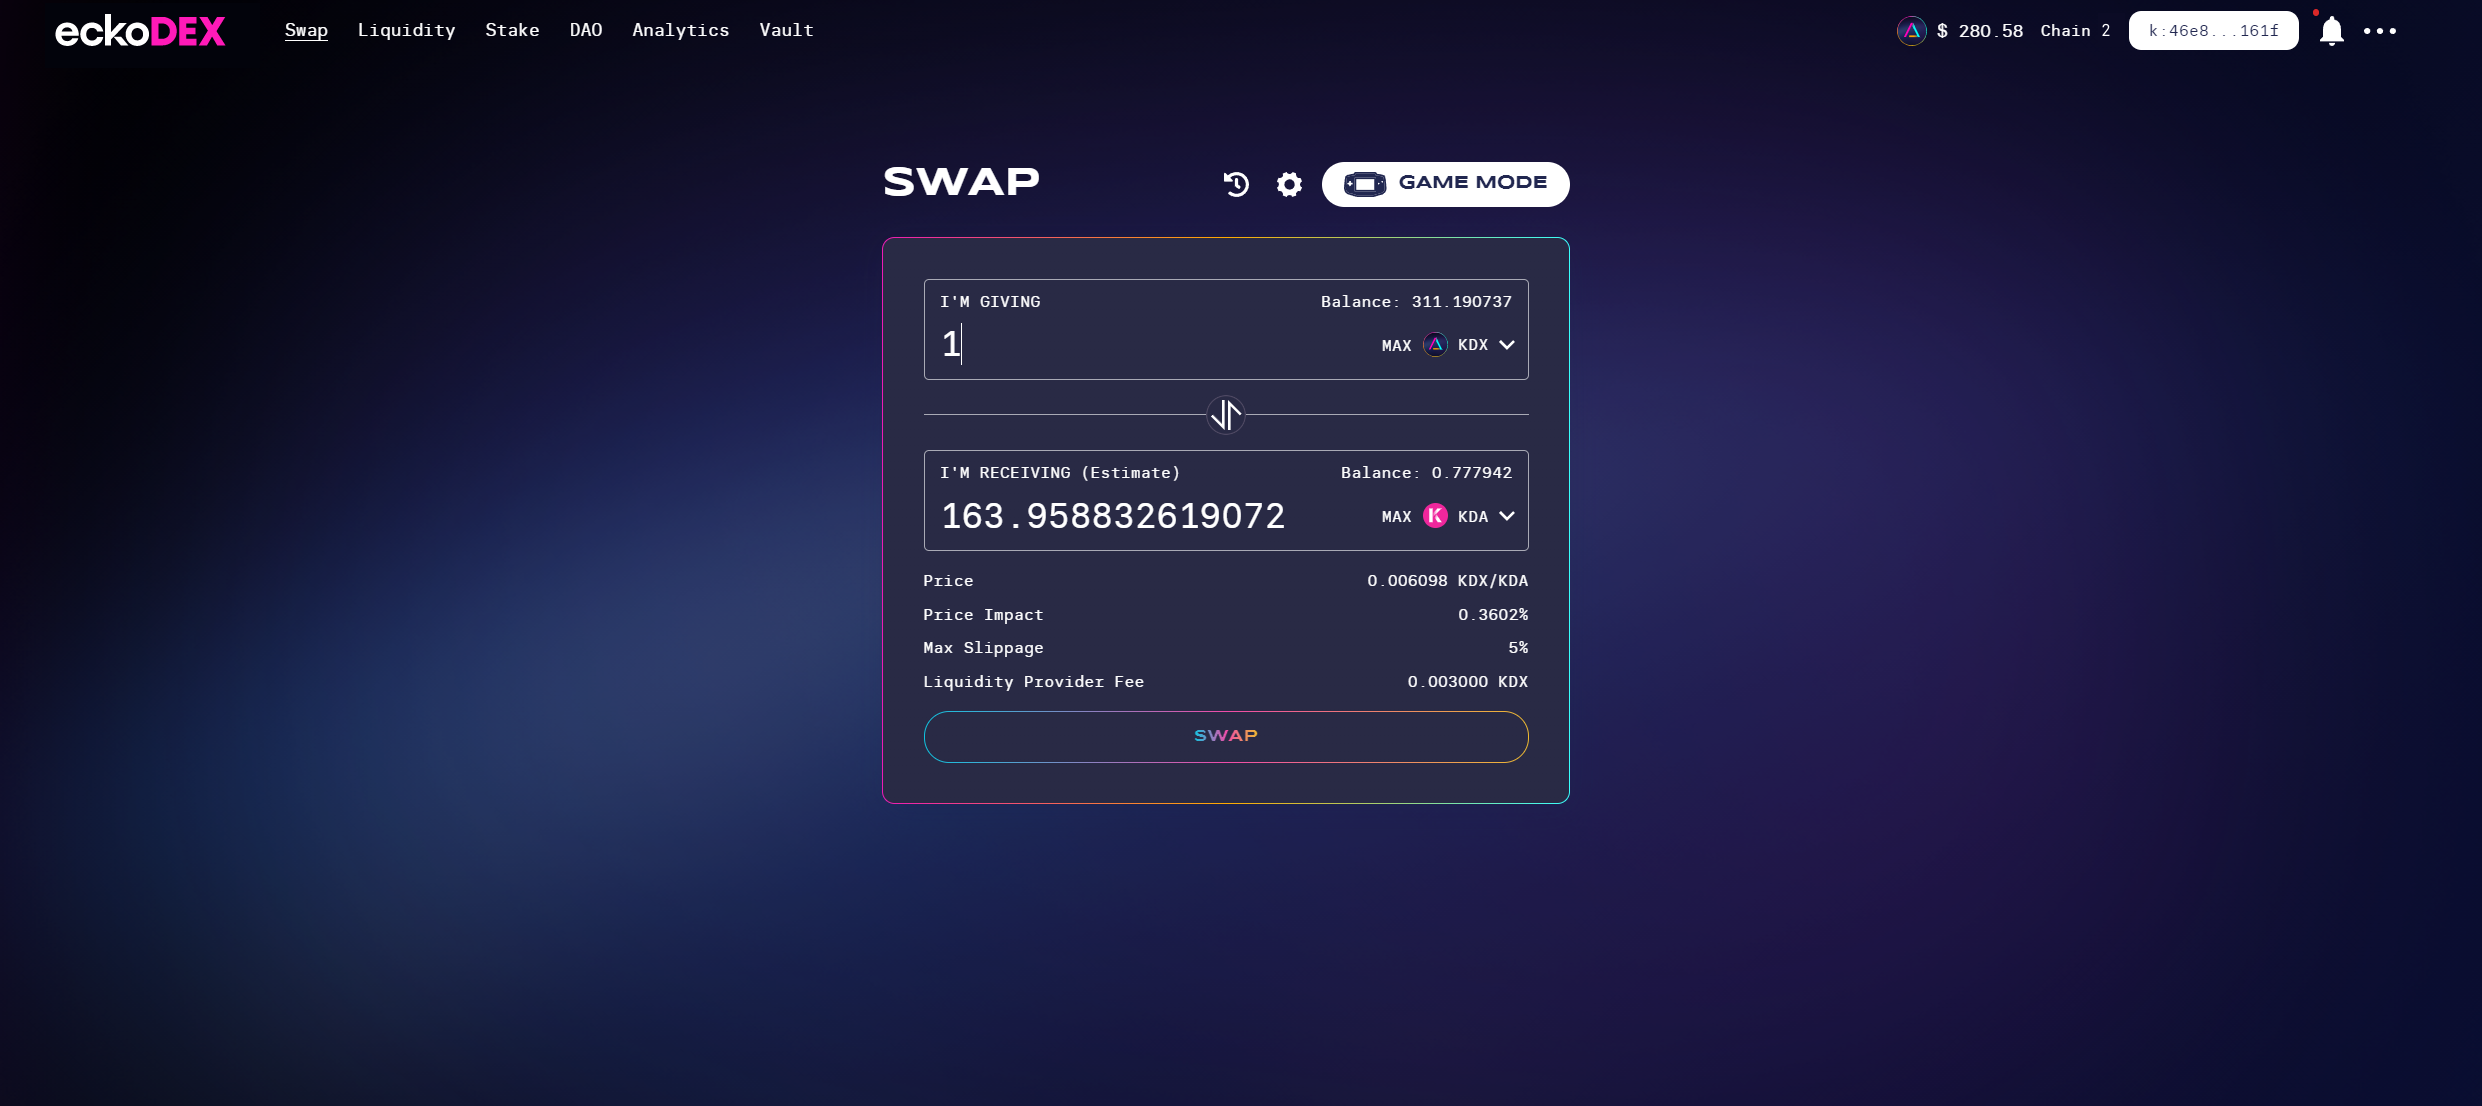 eckoDEX Swap Liquidity Stake DAO Analytics Vault $ 280.58 Chain 2 k:46e8...161f
SWAP GAME MODE
I'M GIVING Balance: 311.190737
1 MAX KDX
I'M RECEIVING (Estimate) Balance: 0.777942
163.958832619072 MAX K KDA
Price 0.006098 KDX/KDA
Price Impact 0.3602%
Max Slippage 5%
Liquidity Provider Fee 0.003000 KDX
SWAP